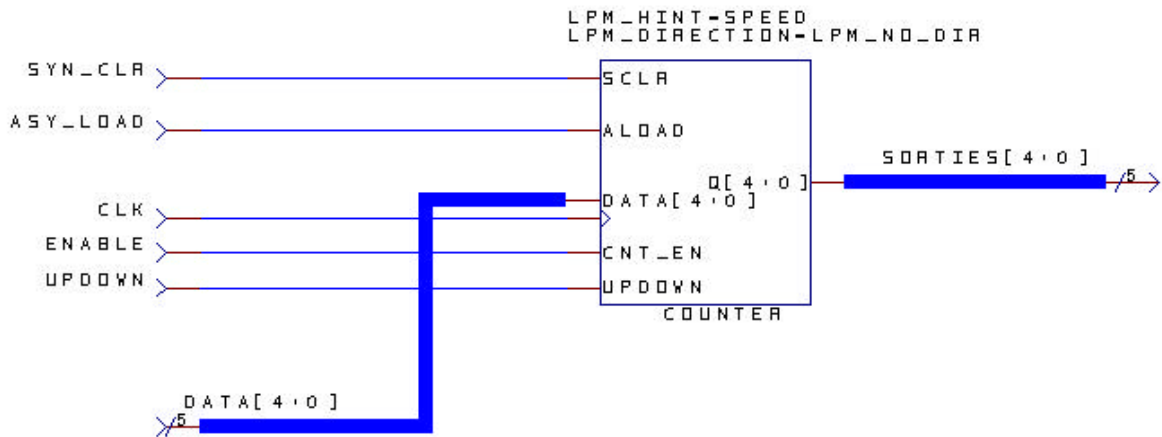 LPM_HINT-SPEED
LPM_DIRECTION-LPM_NO_DIR
SYN_CLR
SCLR
ASY_LOAD
ALOAD
SORTIES[4:0]
Q[4:0]
5
DATA[4:0]
CLK
ENABLE
CNT_EN
UPDOWN
UPDOWN
COUNTER
DATA[4:0]
5